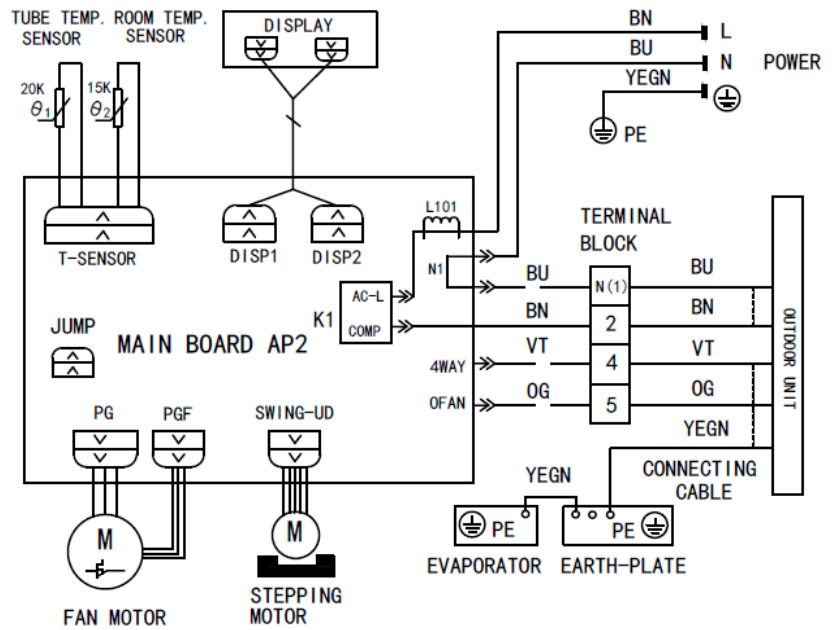 TUBE TEMP. ROOM TEMP.
SENSOR SENSOR
DISPLAY
BN
L
BU
N
POWER
YEGN
PE
20K
θ1
15K
θ2
T-SENSOR
DISP1
DISP2
L101
N1
AC-L
K1
COMP
TERMINAL
BLOCK
BU
N(1)
BU
BN
2
BN
4WAY
VT
4
VT
OFAN
OG
5
OG
YEGN
OUTDOOR UNIT
JUMP
MAIN BOARD AP2
PG
PGF
SWING-UD
CONNECTING
CABLE
YEGN
PE
PE
EVAPORATOR
EARTH-PLATE
M
M
FAN MOTOR
STEPPING
MOTOR